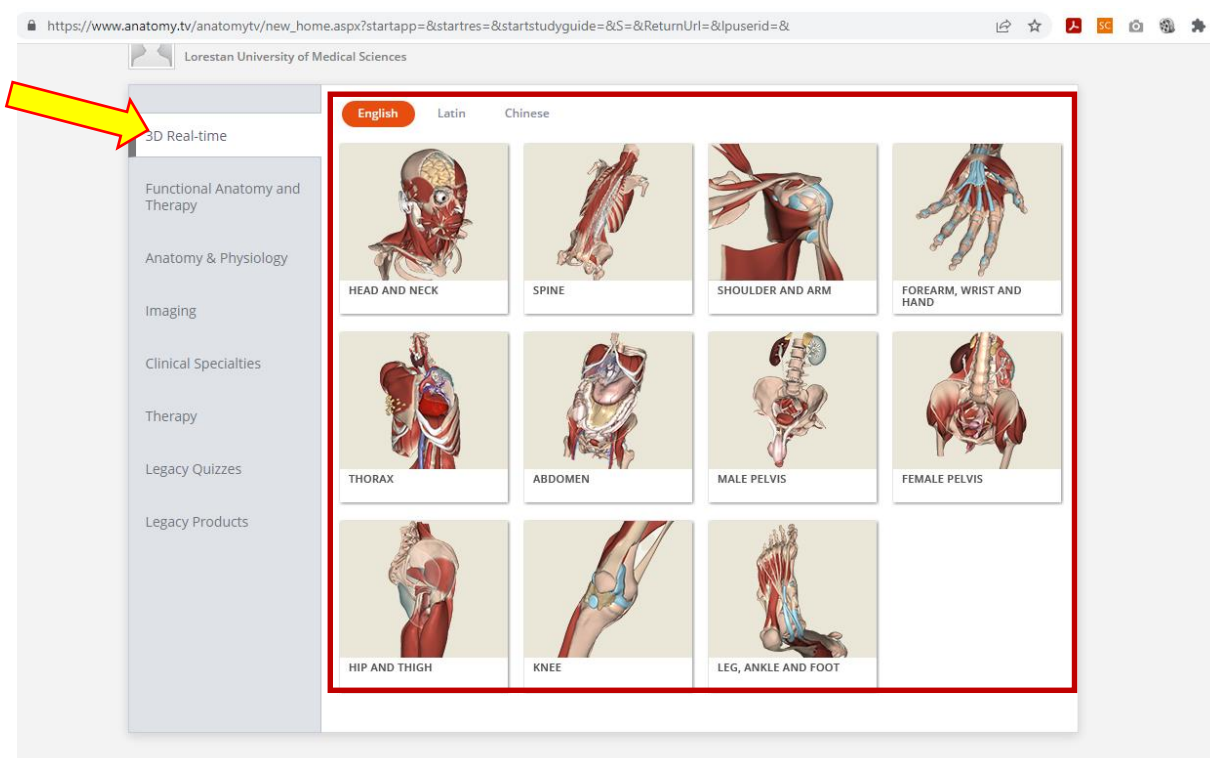 https://www.anatomy.tv/anatomytv/new_home.aspx?startapp=&startres=&startstudyguide=&S=&ReturnUrl=&lpuserid=&
SC
Lorestan University of Medical Sciences
English Latin Chinese
3D Real-time
Functional Anatomy and
Therapy
Anatomy & Physiology
Imaging
Clinical Specialties
Therapy
Legacy Quizzes
Legacy Products
HEAD AND NECK
SPINE
SHOULDER AND ARM
FOREARM, WRIST AND
HAND
THORAX
ABDOMEN
MALE PELVIS
FEMALE PELVIS
HIP AND THIGH
KNEE
LEG, ANKLE AND FOOT